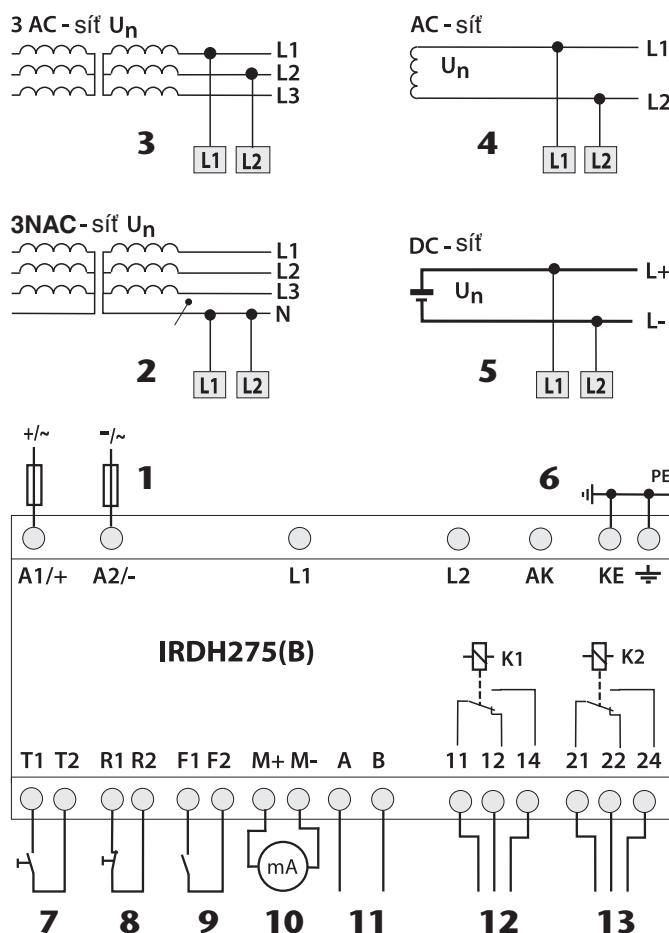 3 AC - síť Un
L1
L2
L3
3
L1 L2
AC - síť
Un
L1
L2
4
L1 L2
3NAC - síť Un
L1
L2
L3
N
2
L1 L2
DC - síť
Un
L+
L-
5
L1 L2
+/~ -/~
1
6
PE
A1/+ A2/- L1 L2 AK KE
IRDH275(B)
K1 K2
T1 T2 R1 R2 F1 F2 M+ M- A B 11 12 14 21 22 24
mA
7 8 9 10 11 12 13